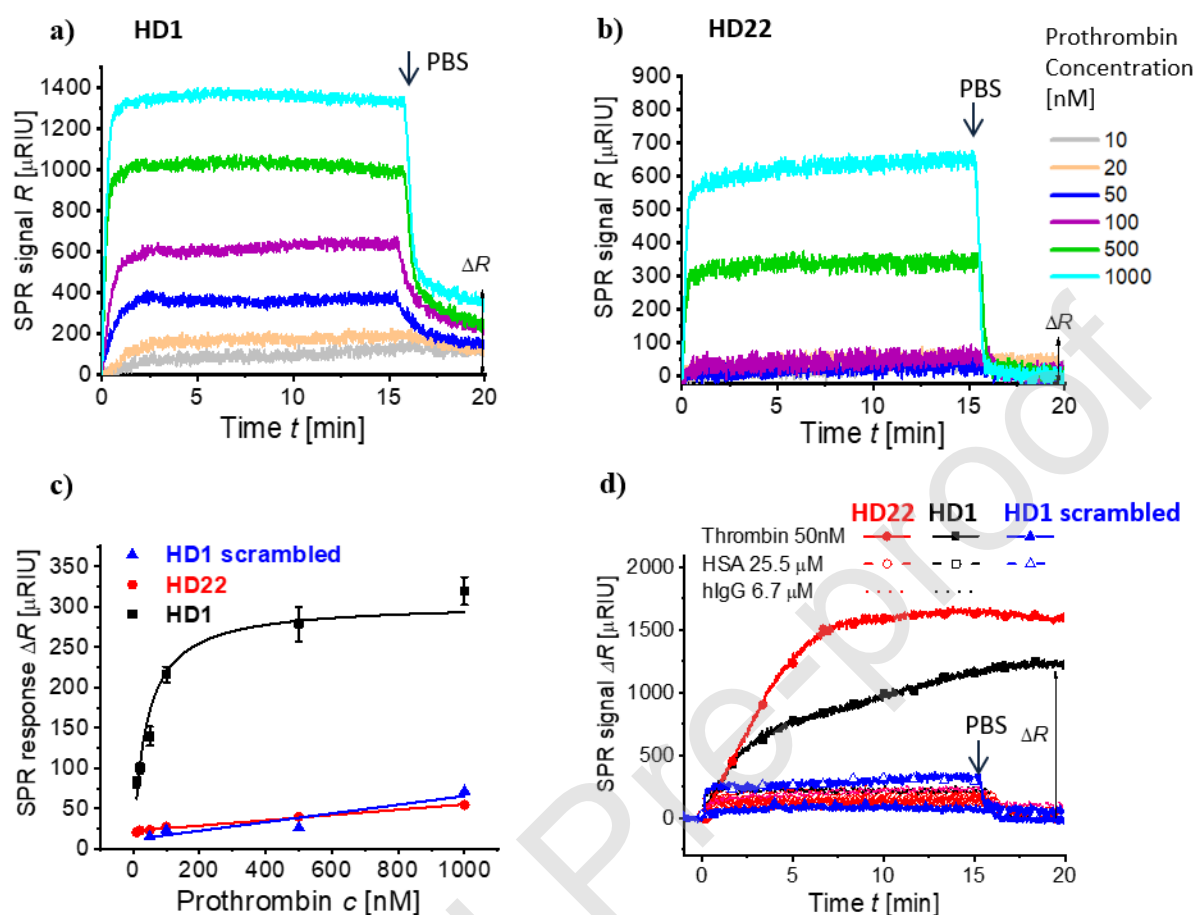 a) HD1
PBS
SPR signal R [μRIU]
1400
1200
1000
800
600
400
200
0
ΔR
0 5 10 15 20
Time t [min]
b) HD22
PBS
SPR signal R [μRIU]
900
800
700
600
500
400
300
200
100
0
ΔR
0 5 10 15 20
Time t [min]
Prothrombin
Concentration
[nM]
10
20
50
100
500
1000
c)
HD1 scrambled
HD22
HD1
SPR response ΔR [μRIU]
350
300
250
200
150
100
50
0
0 200 400 600 800 1000
Prothrombin c [nM]
d)
HD22 HD1 HD1 scrambled
Thrombin 50nM
HSA 25.5 μM
hIgG 6.7 μM
SPR signal ΔR [μRIU]
2000
1500
1000
500
0
PBS
ΔR
0 5 10 15 20
Time t [min]
Pre-proof